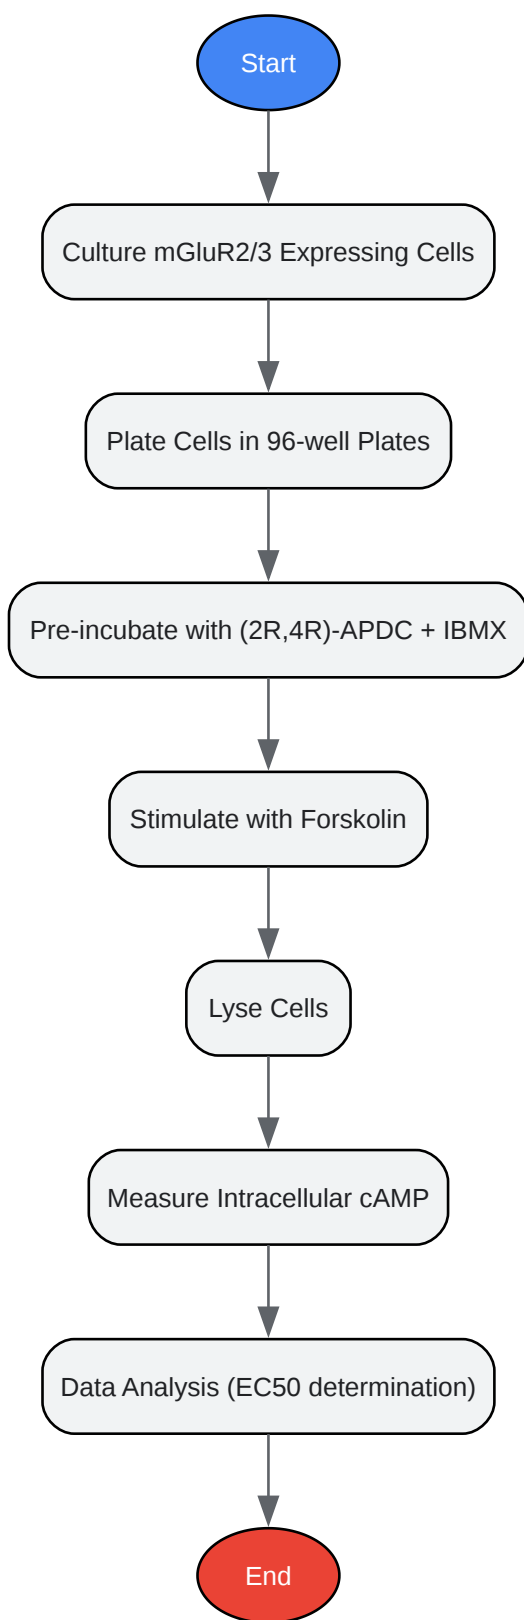 Start
Culture mGluR2/3 Expressing Cells
Plate Cells in 96-well Plates
Pre-incubate with (2R,4R)-APDC + IBMX
Stimulate with Forskolin
Lyse Cells
Measure Intracellular cAMP
Data Analysis (EC50 determination)
End